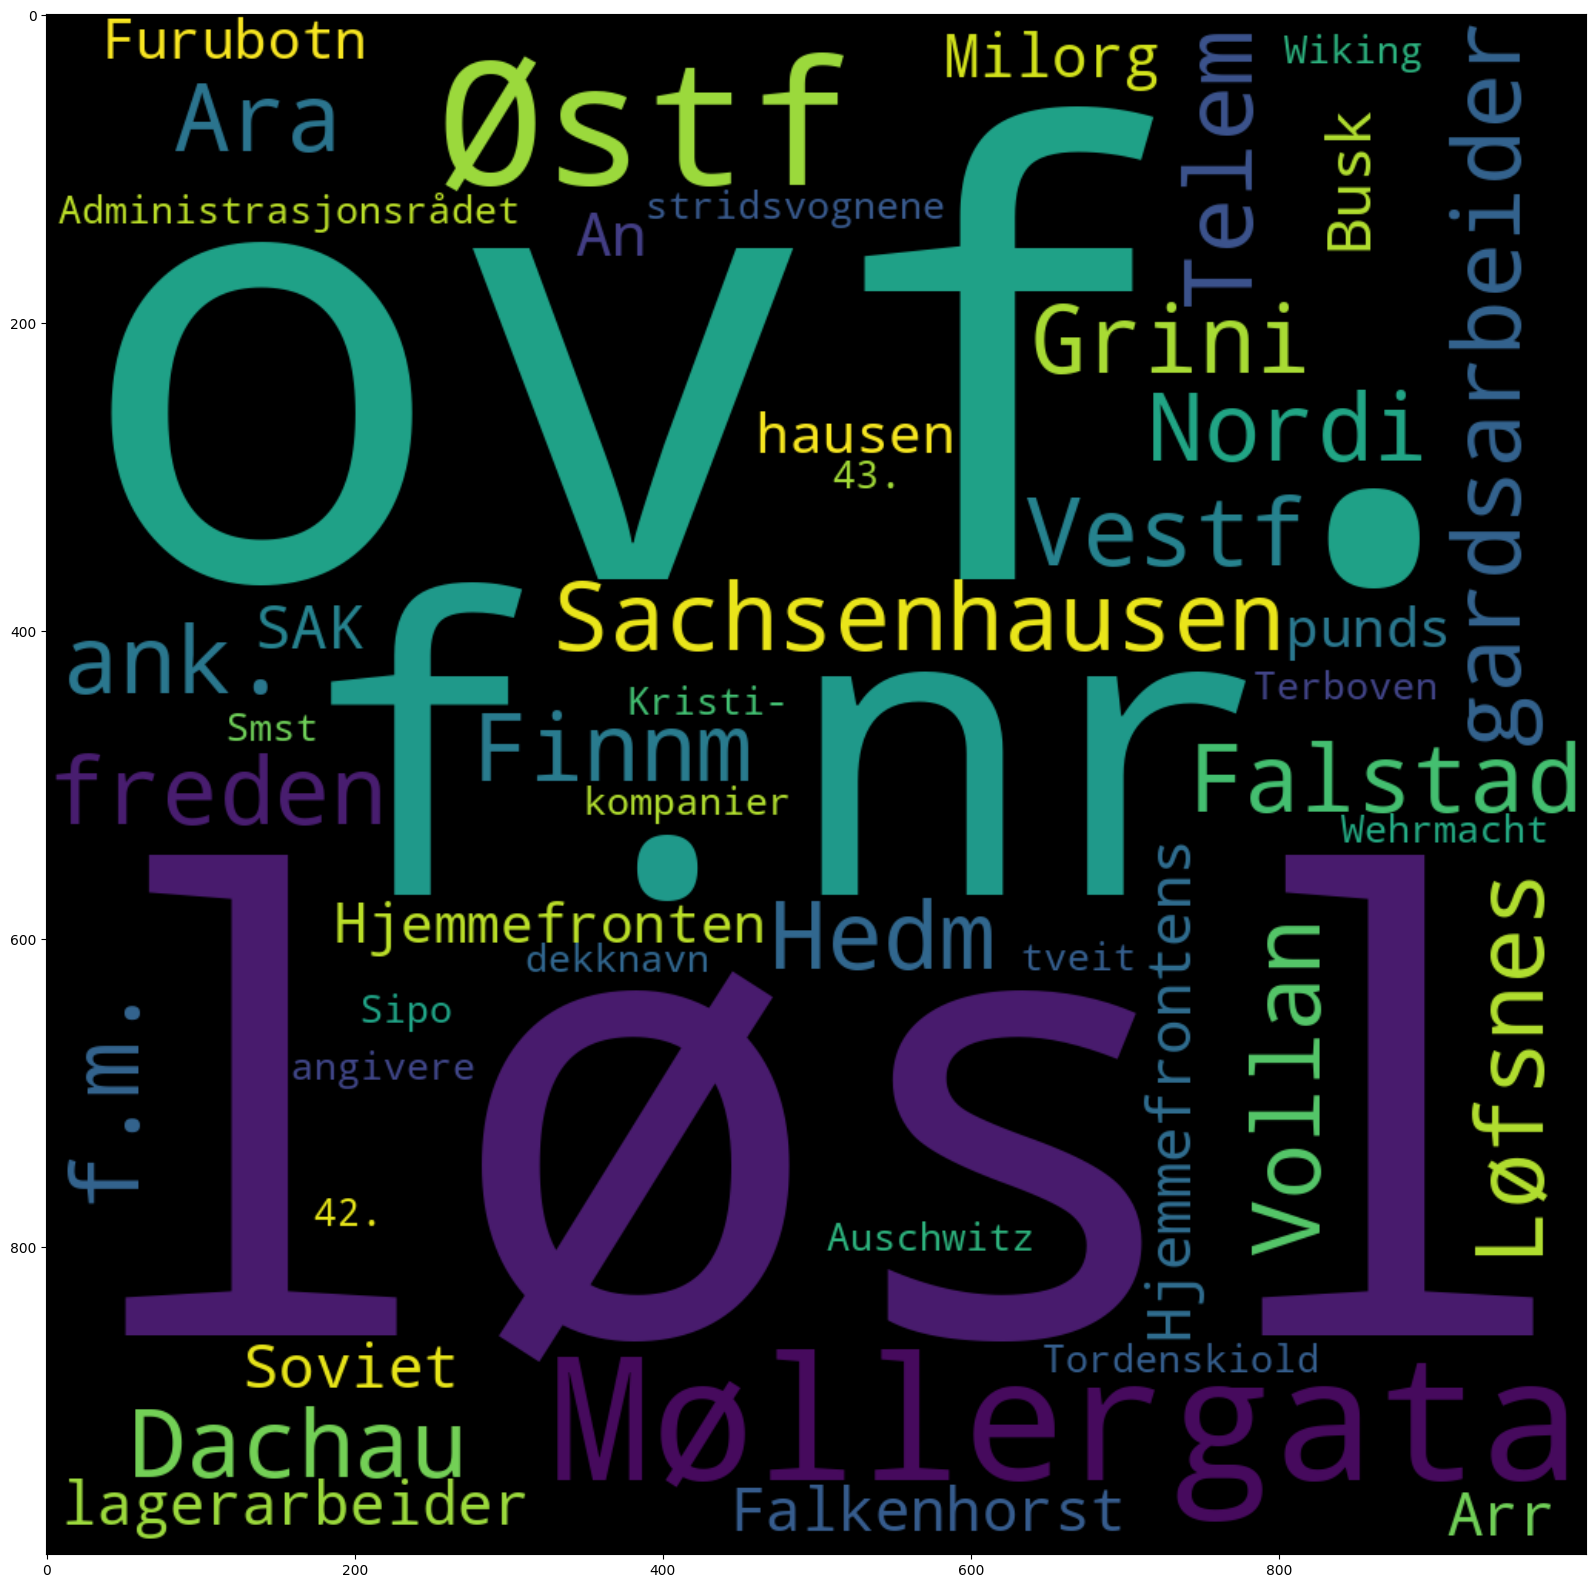 0
Furubotn
Milorg
Wiking
Østf
Telem
gardsarbeider
Ara
Busk
Administrasjonsrådet
stridsvognene
An
ovf.
200
Grini
Nordi
hausen
43.
Vestf
Sachsenhausen
400
SAK
punds
ank.
f.nr
Terboven
Kristi-
Smst
Finnm
freden
Falstad
kompanier
Wehrmacht
Hjemmefrontens
Løfsnes
600
Hjemmefronten
Hedm
Vollan
dekknavn
tveit
f.m.
Sipo
angivere
løsl
42.
800
Auschwitz
Soviet
Tordenskiold
Møllergata
Dachau
lagerarbeider
Falkenhorst
Arr
0 200 400 600 800